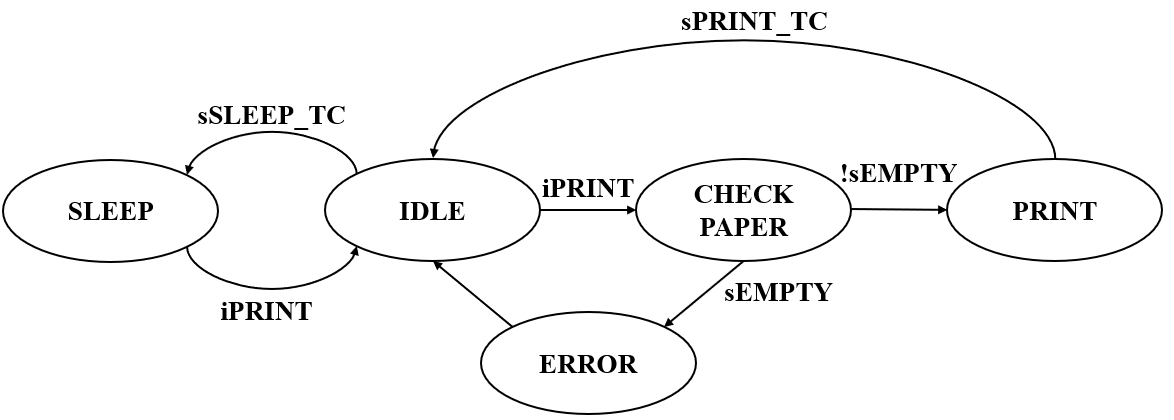 sPRINT_TC
sSLEEP_TC
iPRINT
!sEMPTY
SLEEP
IDLE
CHECK
PAPER
PRINT
iPRINT
sEMPTY
ERROR